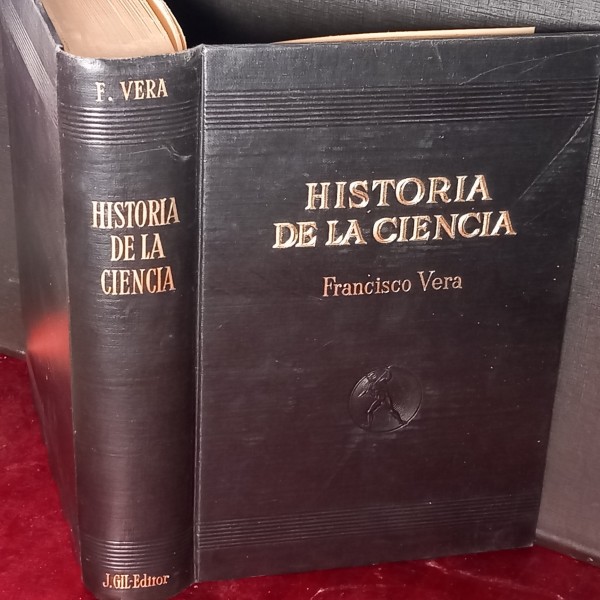 F. VERA
HISTORIA
DE LA
CIENCIA
J. GIL-Editor
HISTORIA
DE LA CIENCIA
Francisco Vera